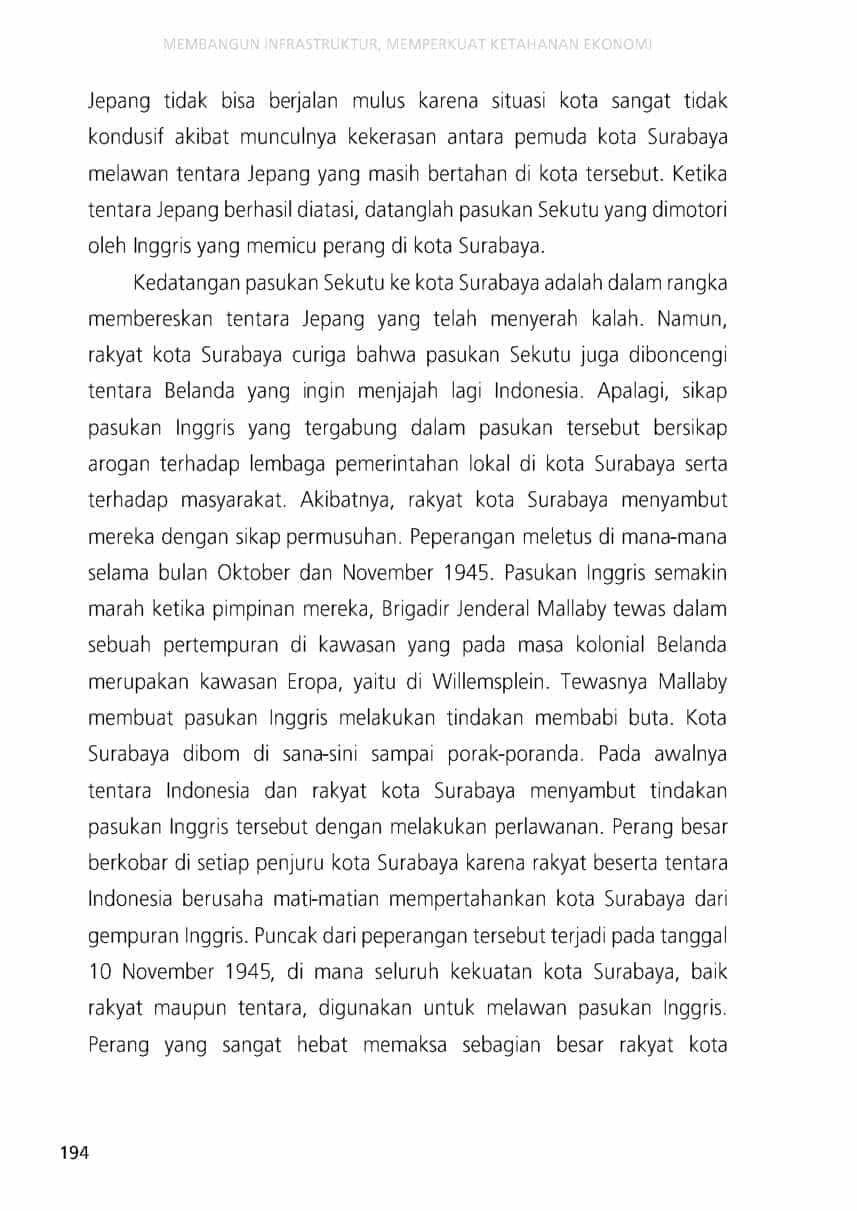 MEMBANGUN INFRASTRUKTUR, MEMPERKUAT KETAHANAN EKONOMI
Jepang tidak bisa berjalan mulus karena situasi kota sangat tidak
kondusif akibat munculnya kekerasan antara pemuda kota Surabaya
melawan tentara Jepang yang masih bertahan di kota tersebut. Ketika
tentara Jepang berhasil diatasi, datanglah pasukan Sekutu yang dimotori
oleh Inggris yang memicu perang di kota Surabaya.
Kedatangan pasukan Sekutu ke kota Surabaya adalah dalam rangka
membereskan tentara Jepang yang telah menyerah kalah. Namun,
rakyat kota Surabaya curiga bahwa pasukan Sekutu juga diboncengi
tentara Belanda yang ingin menjajah lagi Indonesia. Apalagi, sikap
pasukan Inggris yang tergabung dalam pasukan tersebut bersikap
arogan terhadap lembaga pemerintahan lokal di kota Surabaya serta
terhadap masyarakat. Akibatnya, rakyat kota Surabaya menyambut
mereka dengan sikap permusuhan. Peperangan meletus di mana-mana
selama bulan Oktober dan November 1945. Pasukan Inggris semakin
marah ketika pimpinan mereka, Brigadir Jenderal Mallaby tewas dalam
sebuah pertempuran di kawasan yang pada masa kolonial Belanda
merupakan kawasan Eropa, yaitu di Willemsplein. Tewasnya Mallaby
membuat pasukan Inggris melakukan tindakan membabi buta. Kota
Surabaya dibom di sana-sini sampai porak-poranda. Pada awalnya
tentara Indonesia dan rakyat kota Surabaya menyambut tindakan
pasukan Inggris tersebut dengan melakukan perlawanan. Perang besar
berkobar di setiap penjuru kota Surabaya karena rakyat beserta tentara
Indonesia berusaha mati-matian mempertahankan kota Surabaya dari
gempuran Inggris. Puncak dari peperangan tersebut terjadi pada tanggal
10 November 1945, di mana seluruh kekuatan kota Surabaya, baik
rakyat maupun tentara, digunakan untuk melawan pasukan Inggris.
Perang yang sangat hebat memaksa sebagian besar rakyat kota
194